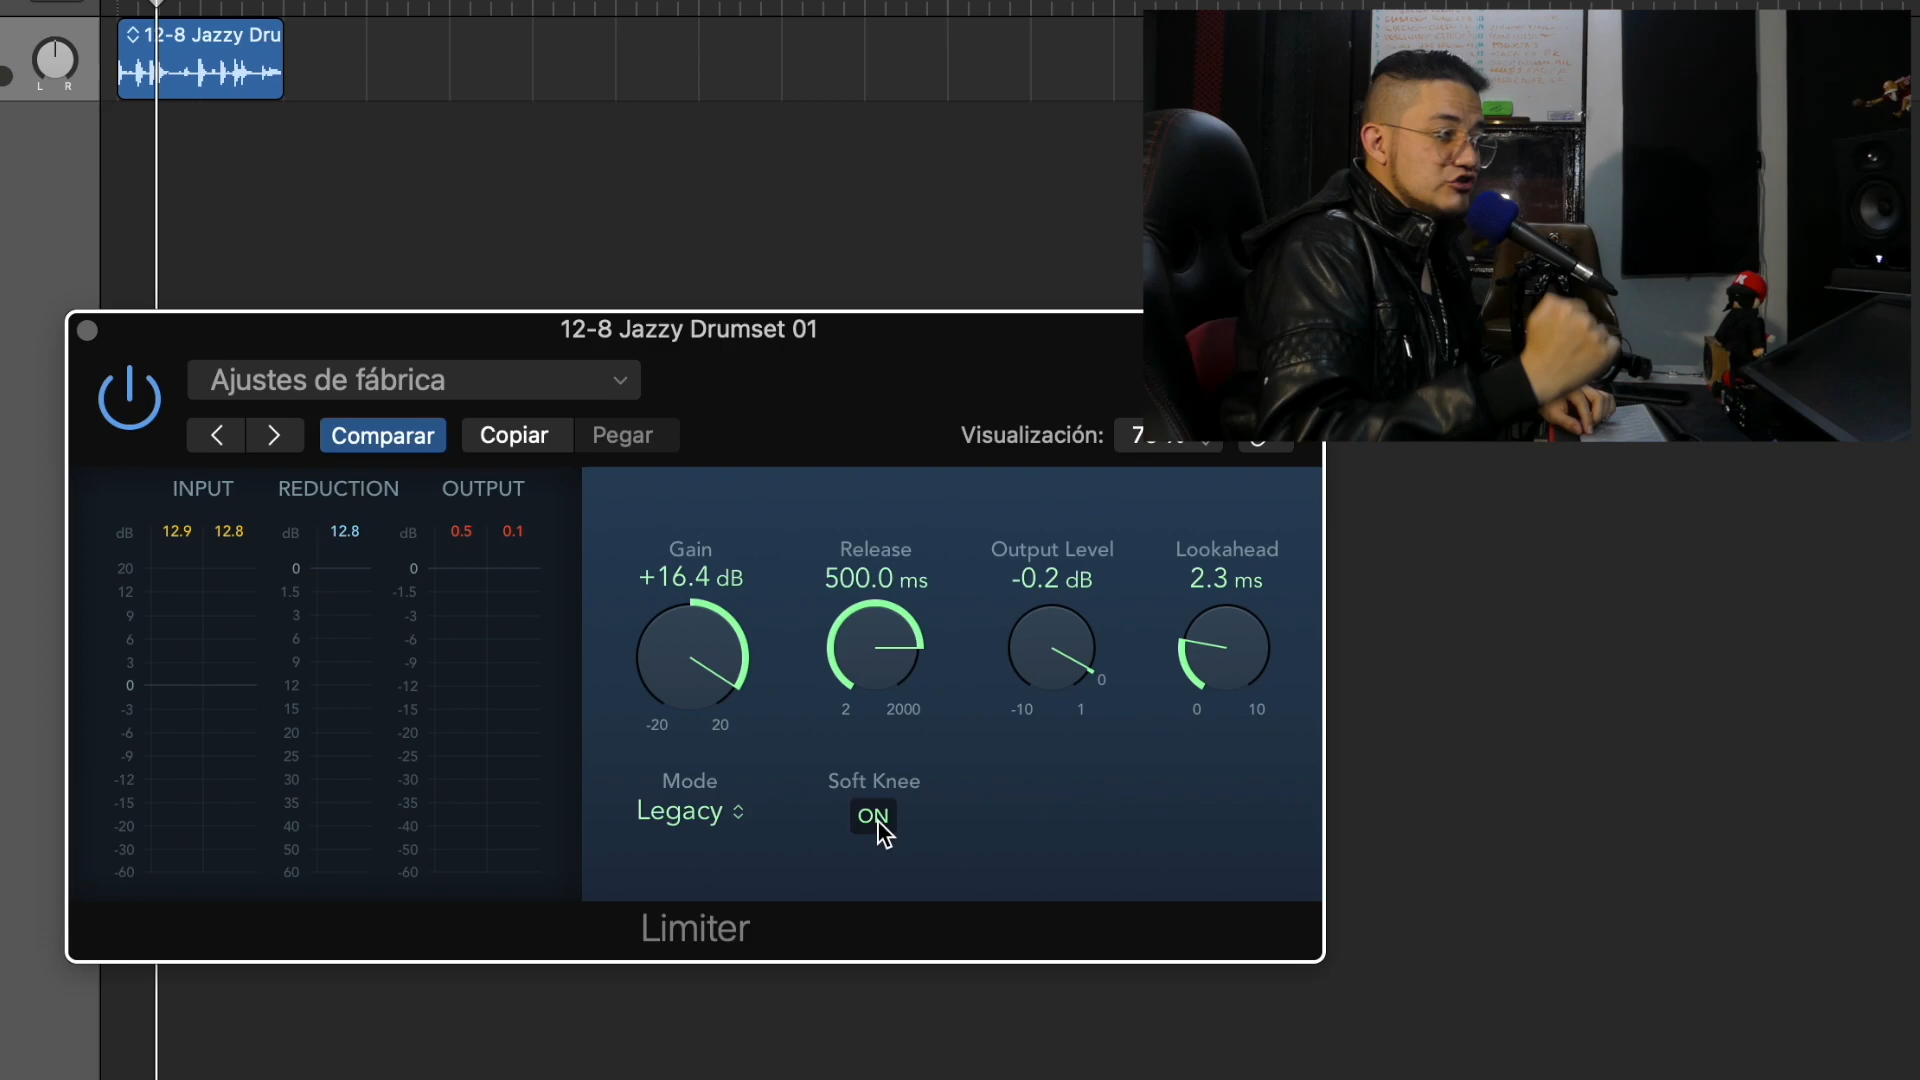 12-8 Jazzy Dru
L R
12-8 Jazzy Drumset 01
Ajustes de fábrica
Comparar Copiar Pegar Visualización:
INPUT REDUCTION OUTPUT
dB 12.9 12.8 dB 12.8 dB 0.5 0.1
20 0 0
12 1.5 -1.5
9 3 -3
6 6 -6
3 9 -9
0 12 -12
-3 15 -15
-6 20 -20
-9 25 -25
-12 30 -30
-15 35 -35
-20 40 -40
-30 50 -50
-60 60 -60
Gain Release Output Level Lookahead
+16.4 dB 500.0 ms -0.2 dB 2.3 ms
0
-20 20 2 2000 -10 1 0 10
Mode Soft Knee
Legacy ON
Limiter
K